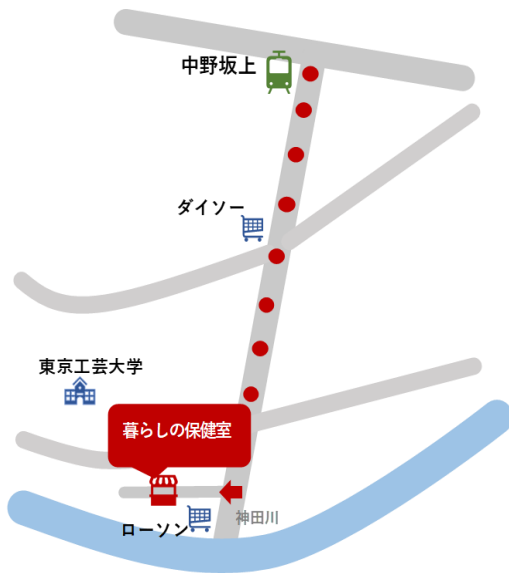 中野坂上
ダイソー
東京工芸大学
暮らしの保健室
神田川
ローソン